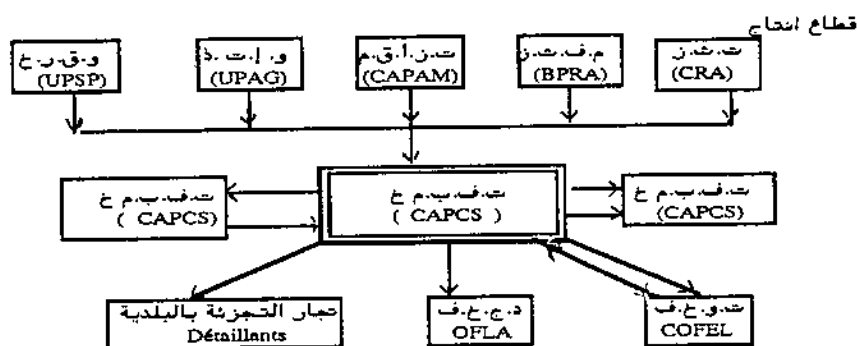 قطاع انتاج
ت.ث.ز
(CRA)
م.ف.ث.ز
(BPRA)
ت.ز.أ.ق.م
(CAPAM)
و.إ.ت.ذ
(UPAG)
و.ق.ر.خ
(UPSP)
ت.ف.ب.م خ
(CAPCS)
ت.ف.ب.م خ
( CAPCS )
ت.ف.ب.م خ
( CAPCS)
ت.و.خ.ف
COFEL
د.ج.خ.ف
OFLA
تجار التجزئة بالبلدية
Détaillants